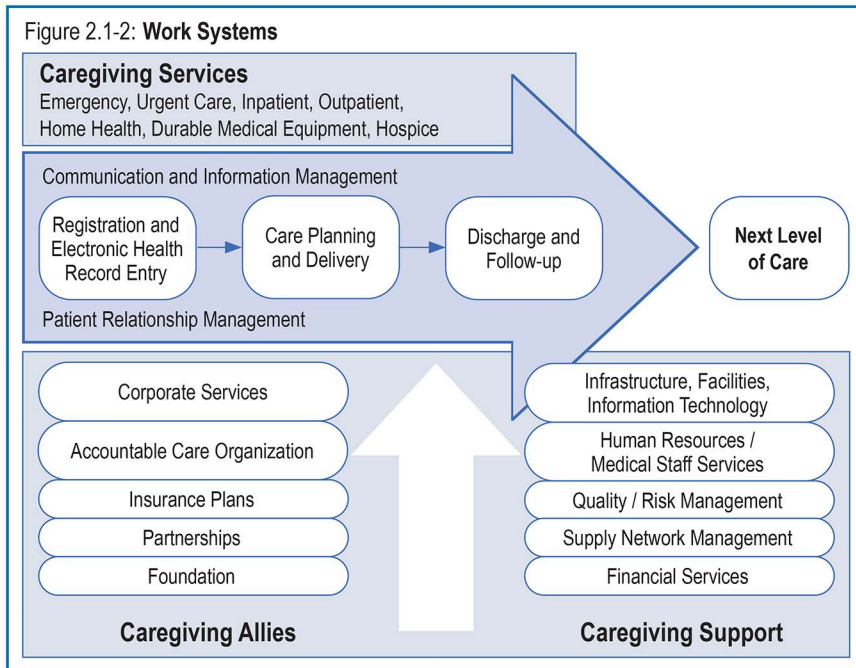 Figure 2.1-2: Work Systems
Caregiving Services
Emergency, Urgent Care, Inpatient, Outpatient,
Home Health, Durable Medical Equipment, Hospice
Communication and Information Management
Registration and
Electronic Health
Record Entry
Care Planning
and Delivery
Discharge and
Follow-up
Next Level
of Care
Patient Relationship Management
Corporate Services
Accountable Care Organization
Insurance Plans
Partnerships
Foundation
Caregiving Allies
Infrastructure, Facilities,
Information Technology
Human Resources /
Medical Staff Services
Quality / Risk Management
Supply Network Management
Financial Services
Caregiving Support